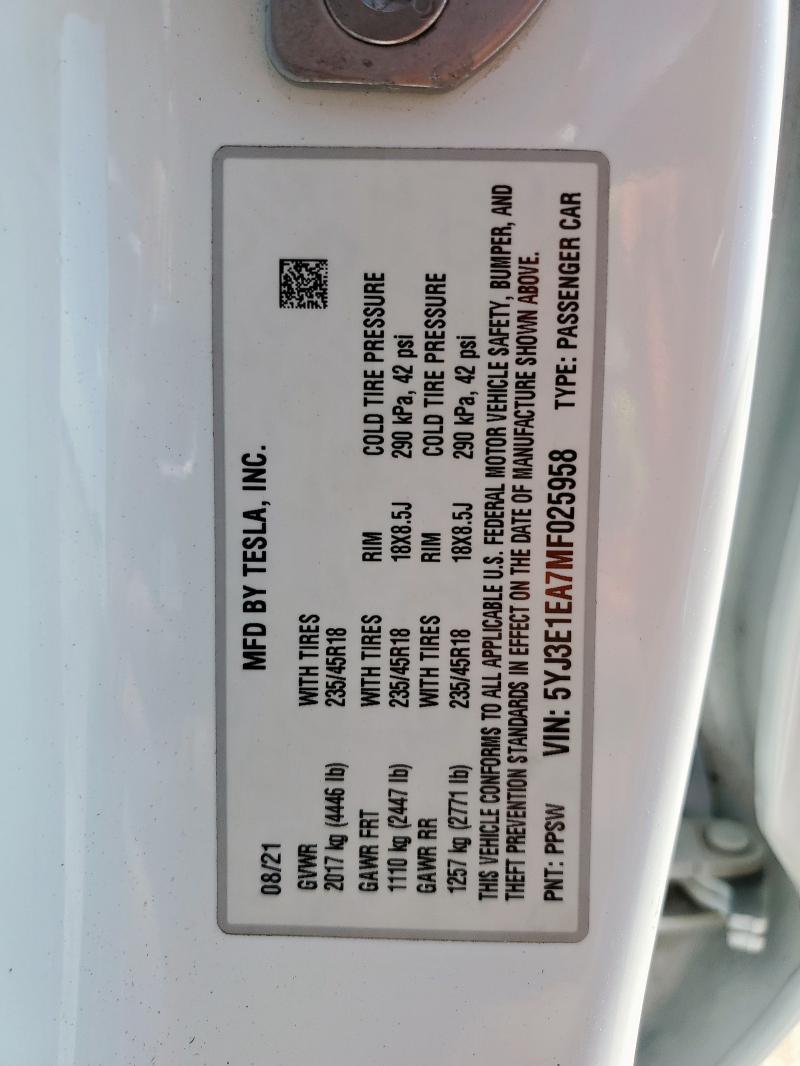 08/21 MFD BY TESLA, INC.
GVWR WITH TIRES
2017 kg (4446 lb) 235/45R18
GAWR FRT WITH TIRES RIM COLD TIRE PRESSURE
1110 kg (2447 lb) 235/45R18 18X8.5J 290 kPa, 42 psi
GAWR RR WITH TIRES RIM COLD TIRE PRESSURE
1257 kg (2771 lb) 235/45R18 18X8.5J 290 kPa, 42 psi
THIS VEHICLE CONFORMS TO ALL APPLICABLE U.S. FEDERAL MOTOR VEHICLE SAFETY, BUMPER, AND
THEFT PREVENTION STANDARDS IN EFFECT ON THE DATE OF MANUFACTURE SHOWN ABOVE.
PNT: PPSW VIN: 5YJ3E1EA7MF025958 TYPE: PASSENGER CAR